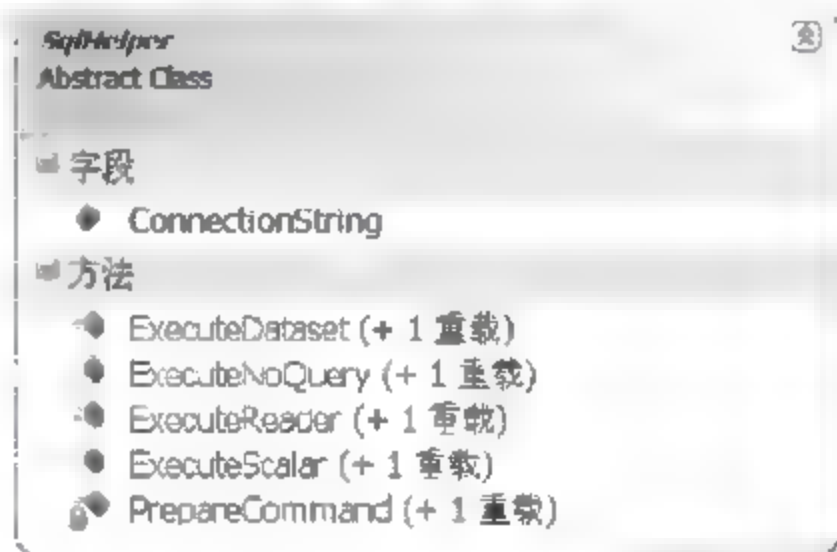 SqlHelper
Abstract Class
字段
ConnectionString
方法
ExecuteDataset (+ 1 重载)
ExecuteNoQuery (+ 1 重载)
ExecuteReader (+ 1 重载)
ExecuteScalar (+ 1 重载)
PrepareCommand (+ 1 重载)